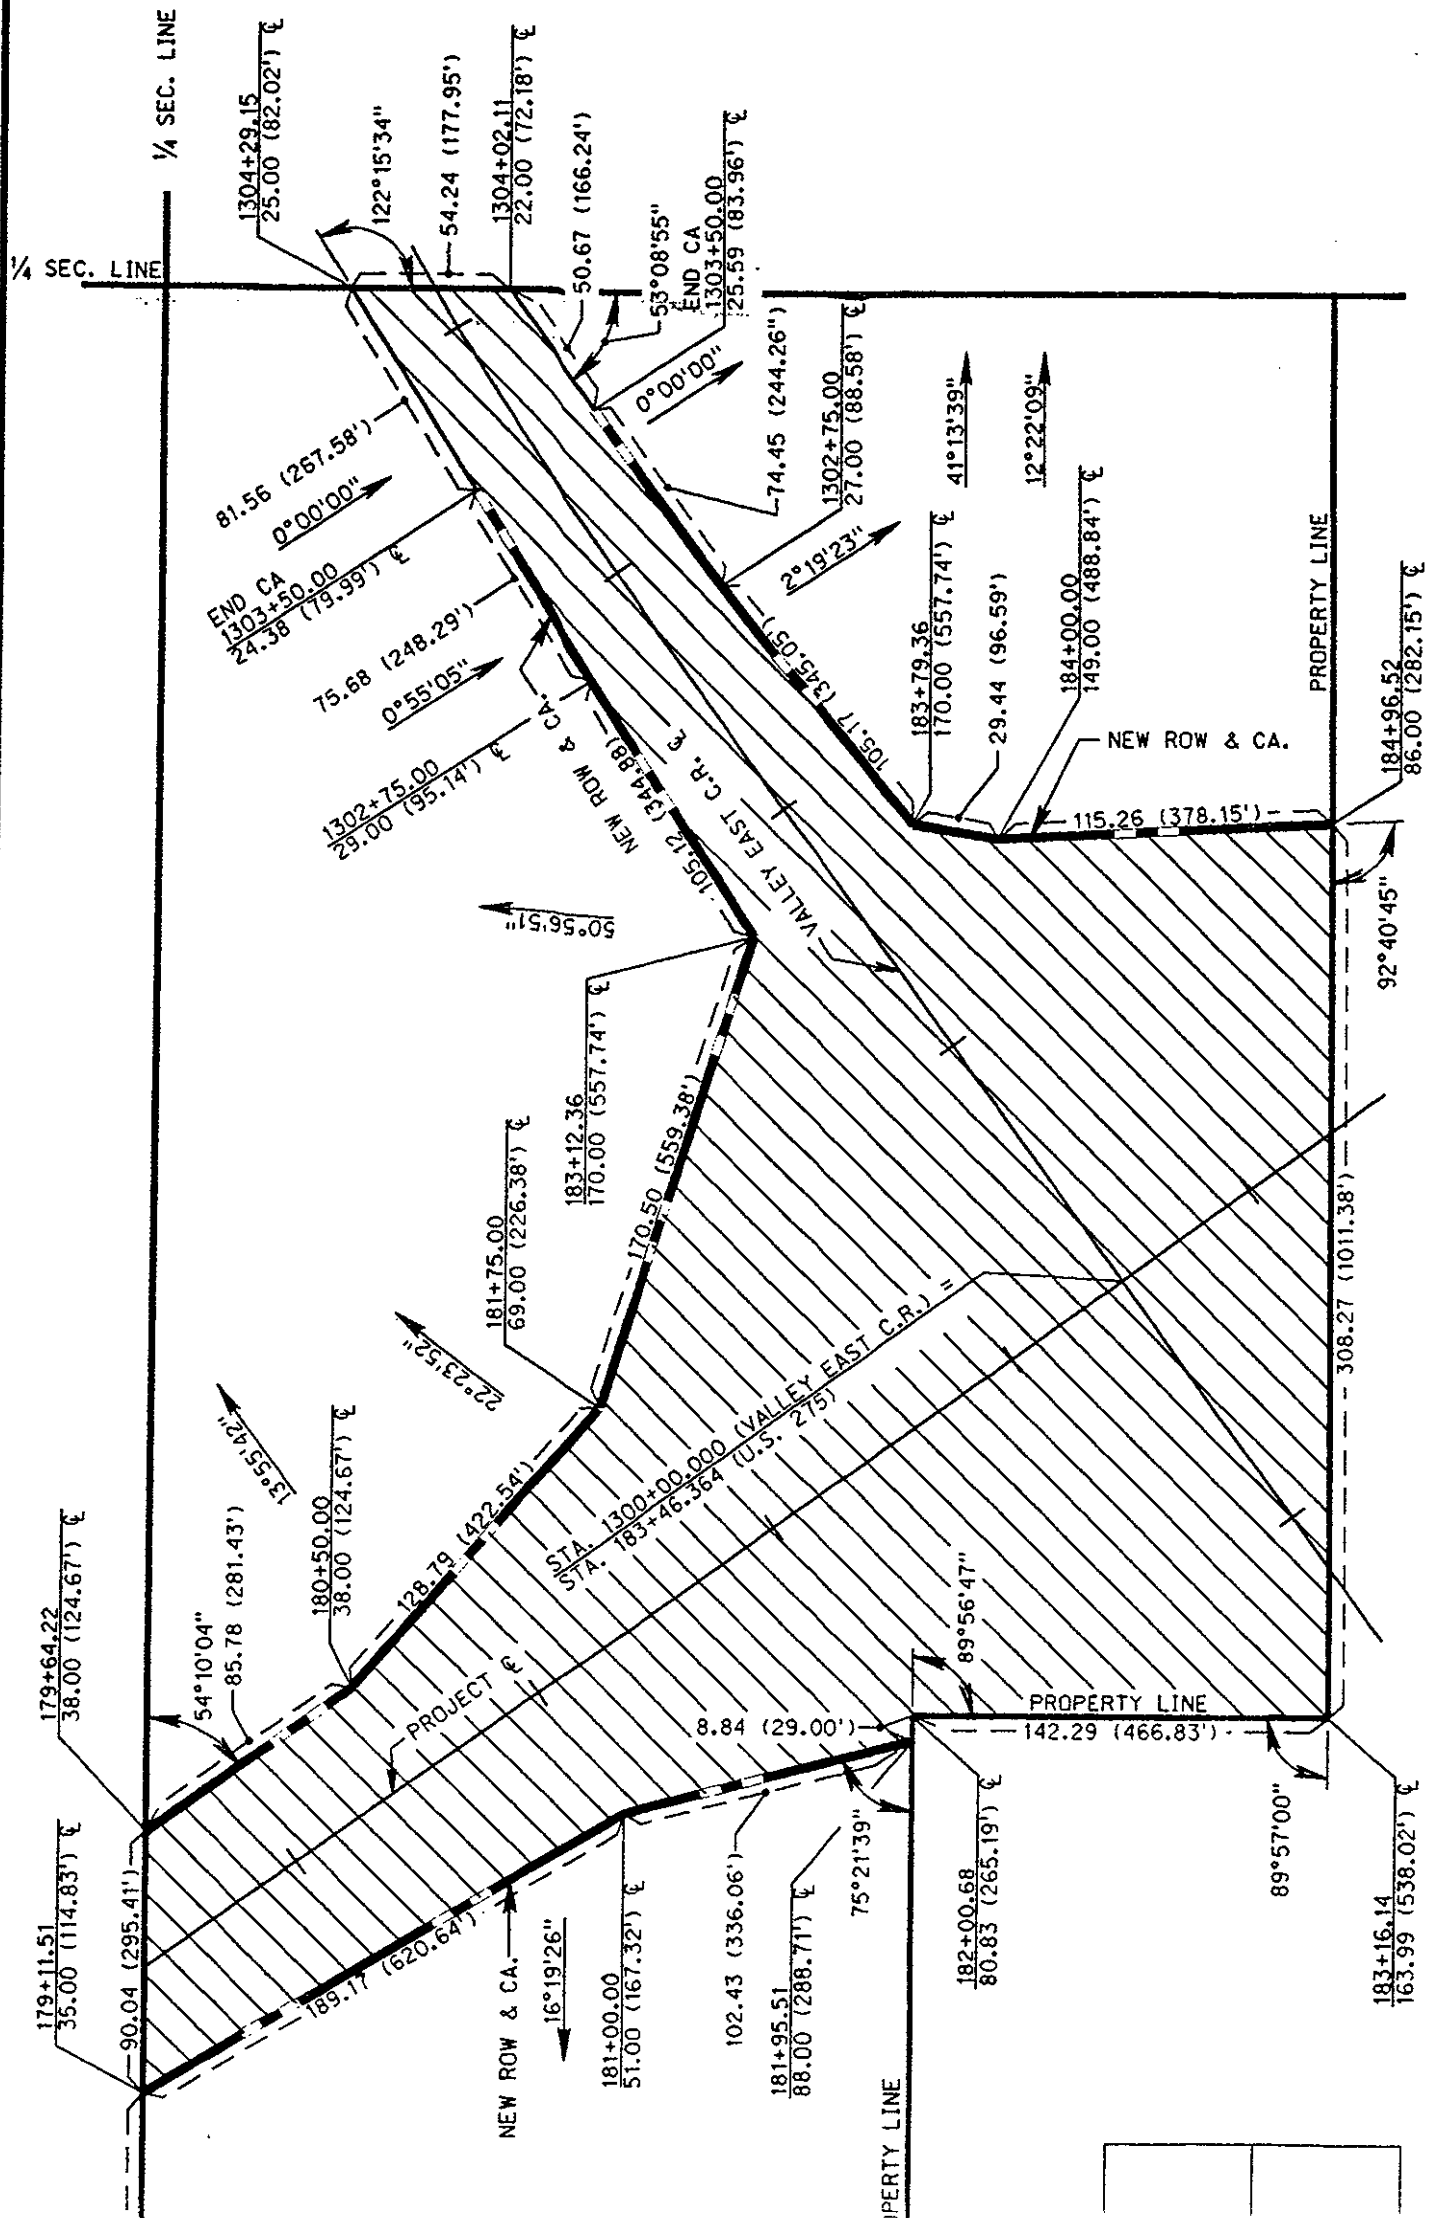 ¼ SEC. LINE
¼ SEC. LINE
1304+29.15
25.00 (82.02') ℄
122°15'34"
54.24 (177.95')
1304+02.11
22.00 (72.18') ℄
50.67 (166.24')
53°08'55"
END CA
1303+50.00
25.59 (83.96') ℄
0°00'00"
74.45 (244.26")
1302+75.00
27.00 (88.58') ℄
2°19'23"
81.56 (267.58')
0°00'00"
END CA
1303+50.00
24.38 (79.99') ℄
75.68 (248.29')
0°55'05"
1302+75.00
29.00 (95.14') ℄
NEW ROW & CA.
105.12 (344.88')
VALLEY EAST C.R. ℄
105.17 (345.05')
41°13'39"
12°22'09"
183+79.36
170.00 (557.74') ℄
29.44 (96.59')
184+00.00
149.00 (488.84') ℄
NEW ROW & CA.
115.26 (378.15')
PROPERTY LINE
184+96.52
86.00 (282.15') ℄
92°40'45"
50°56'51"
183+12.36
170.00 (557.74') ℄
170.50 (559.38')
181+75.00
69.00 (226.38') ℄
22°23'52"
13°55'42"
128.79 (422.54')
180+50.00
38.00 (124.67') ℄
85.78 (281.43')
54°10'04"
179+64.22
38.00 (124.67') ℄
STA. 1300+00.000 (VALLEY EAST C.R.) =
STA. 183+46.364 (U.S. 275)
308.27 (1011.38')
PROJECT ℄
89°56'47"
PROPERTY LINE
142.29 (466.83')
8.84 (29.00')
179+11.51
35.00 (114.83') ℄
90.04 (295.41')
189.17 (620.64')
NEW ROW & CA.
16°19'26"
181+00.00
51.00 (167.32') ℄
102.43 (336.06')
181+95.51
88.00 (288.71') ℄
75°21'39"
182+00.68
80.83 (265.19') ℄
89°57'00"
183+16.14
163.99 (538.02') ℄
OPERTY LINE